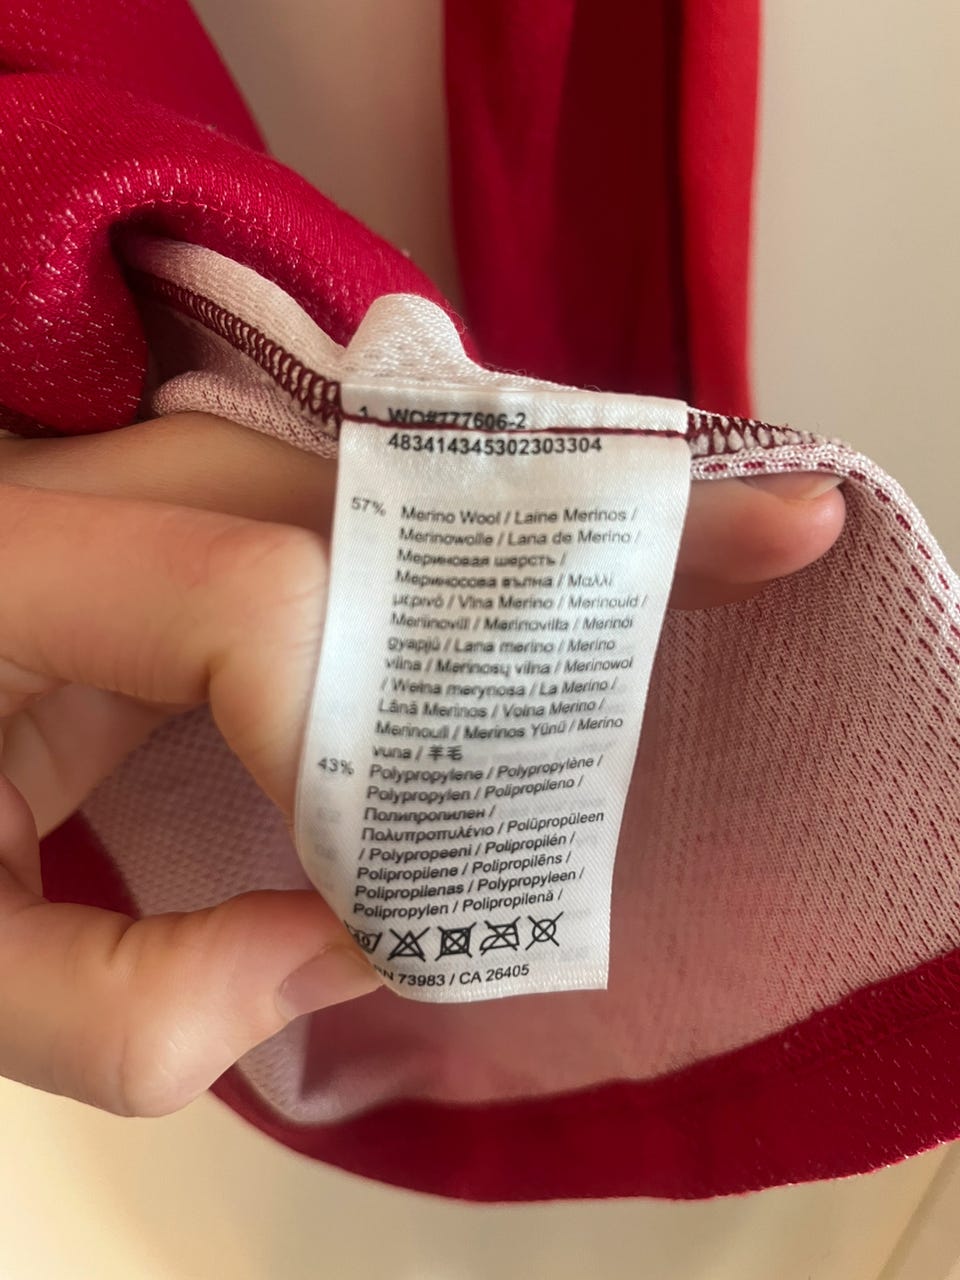 1 WO#777606-2
483414345302303304
57% Merino Wool / Laine Merinos /
Merinowolle / Lana de Merino /
Мериновая шерсть /
Мериносова вълна / Μαλλί
μερινό / Vlna Merino / Merinould /
Meriinovill / Merinovilla / Merinói
gyapjú / Lana merino / Merino
vilna / Merinosų vilna / Merinowol
/ Wełna merynosa / La Merino /
Lână Merinos / Volna Merino /
Merinoull / Merinos Yünü / Merino
vuna / 羊毛
43% Polypropylene / Polypropylène /
Polypropylen / Polipropileno /
Полипропилен /
Πολυπροπυλένιο / Polüpropüleen
/ Polypropeeni / Polipropilén /
Polipropilene / Polipropilēns /
Polipropilenas / Polypropyleen /
Polipropylen / Polipropilenă /
73983 / CA 26405